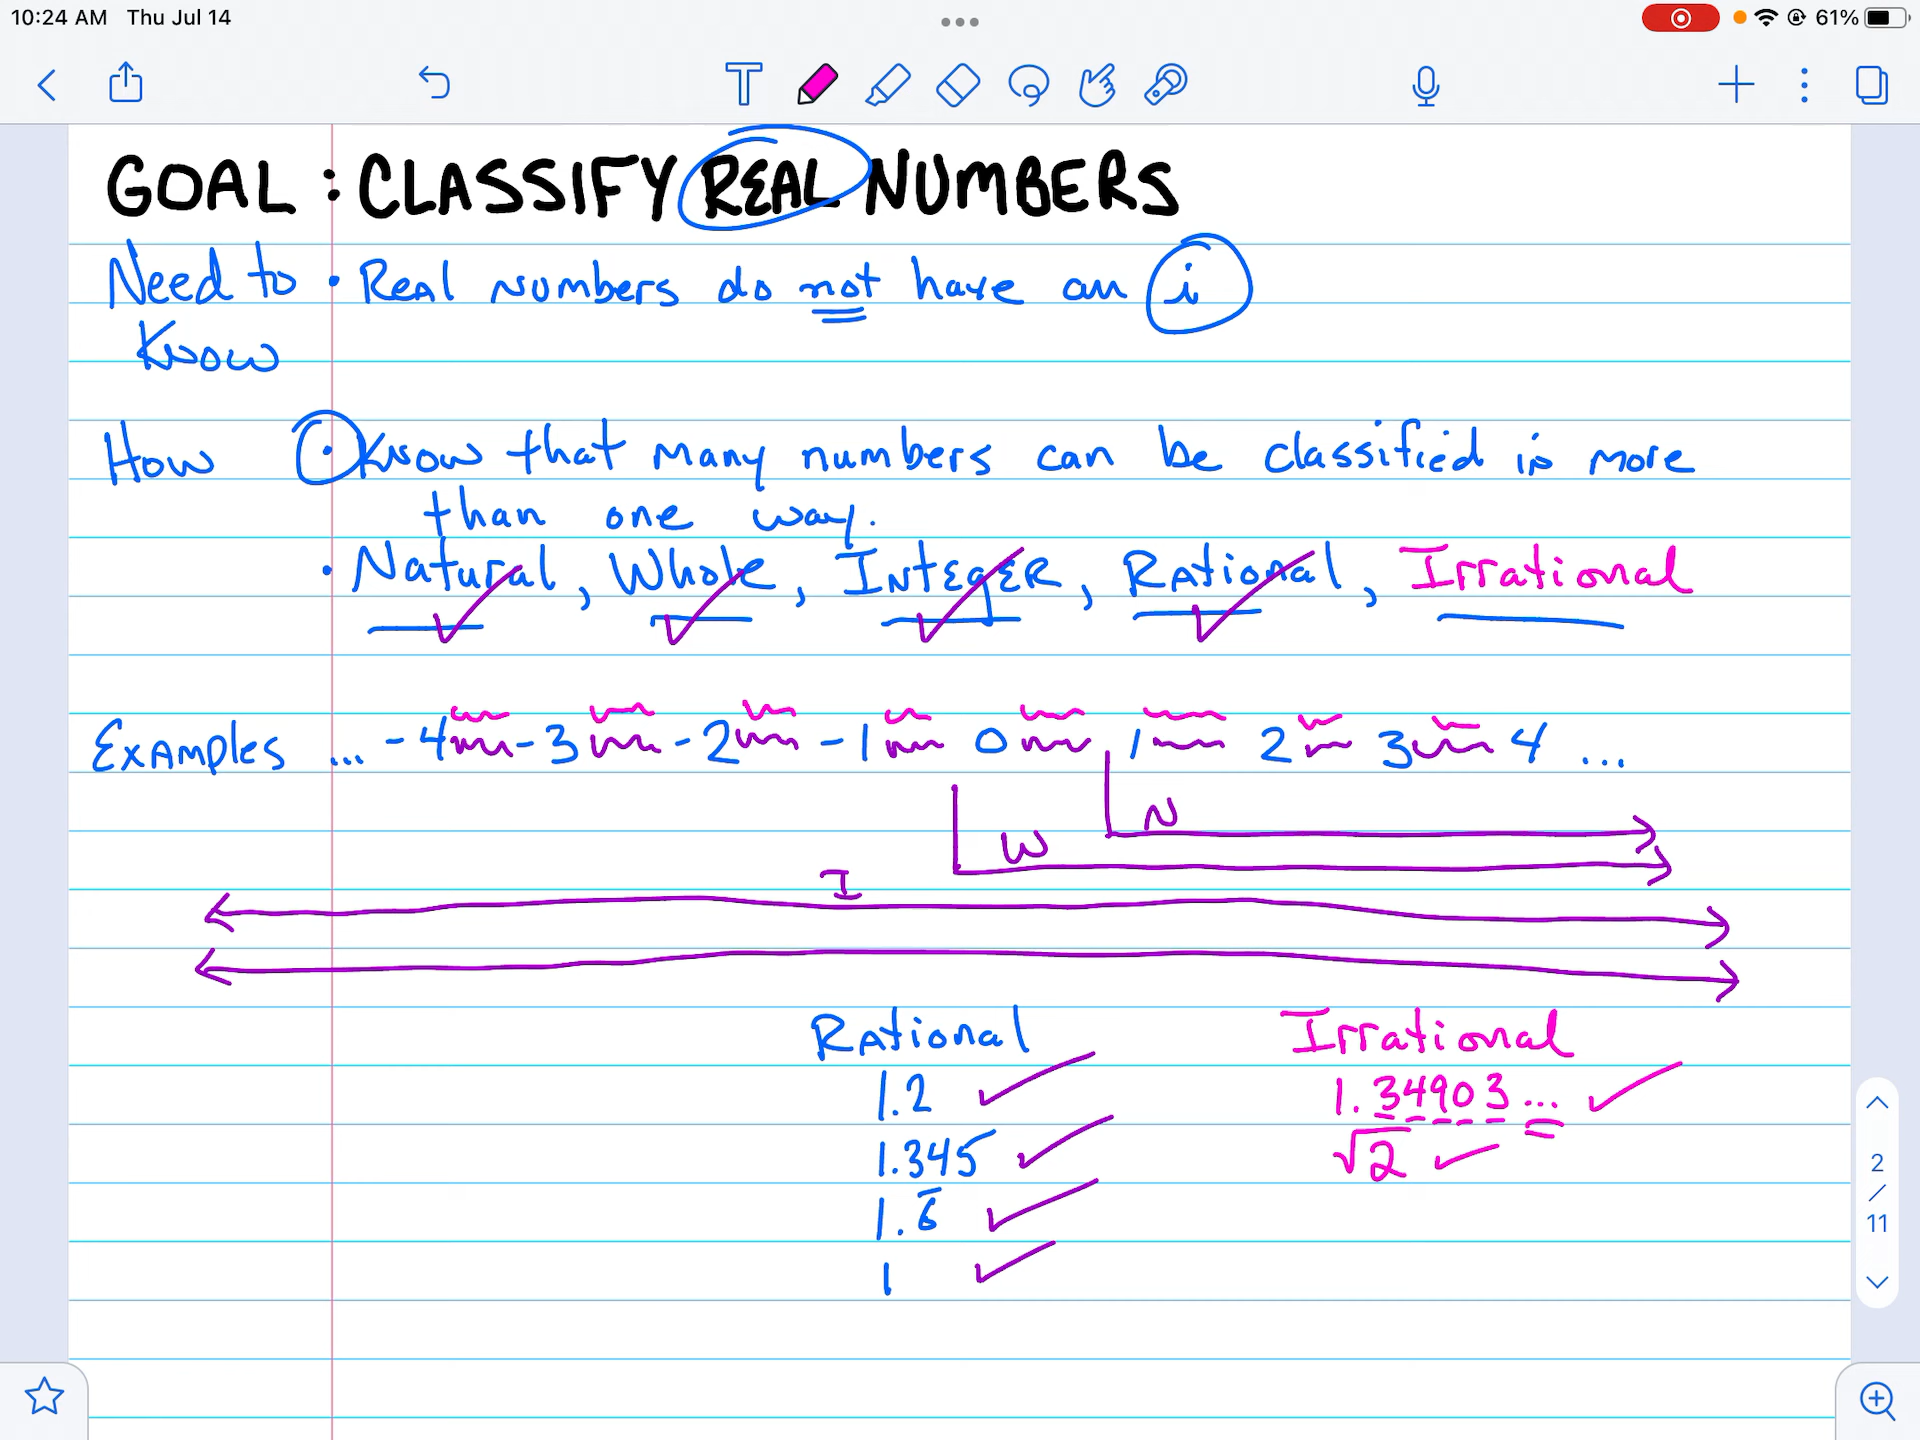 10:24 AM Thu Jul 14 61%
T
GOAL : CLASSIFY REAL NUMBERS
Need to • Real numbers do not have an i
Know
How • Know that many numbers can be classified in more
than one way.
• Natural, Whole, Integer, Rational, Irrational
Examples ... -4 -3 -2 -1 0 1 2 3 4 ...
N
W
I
Rational Irrational
1.2 1.34903...
1.345 √2
1.6̅
1
2
/
11